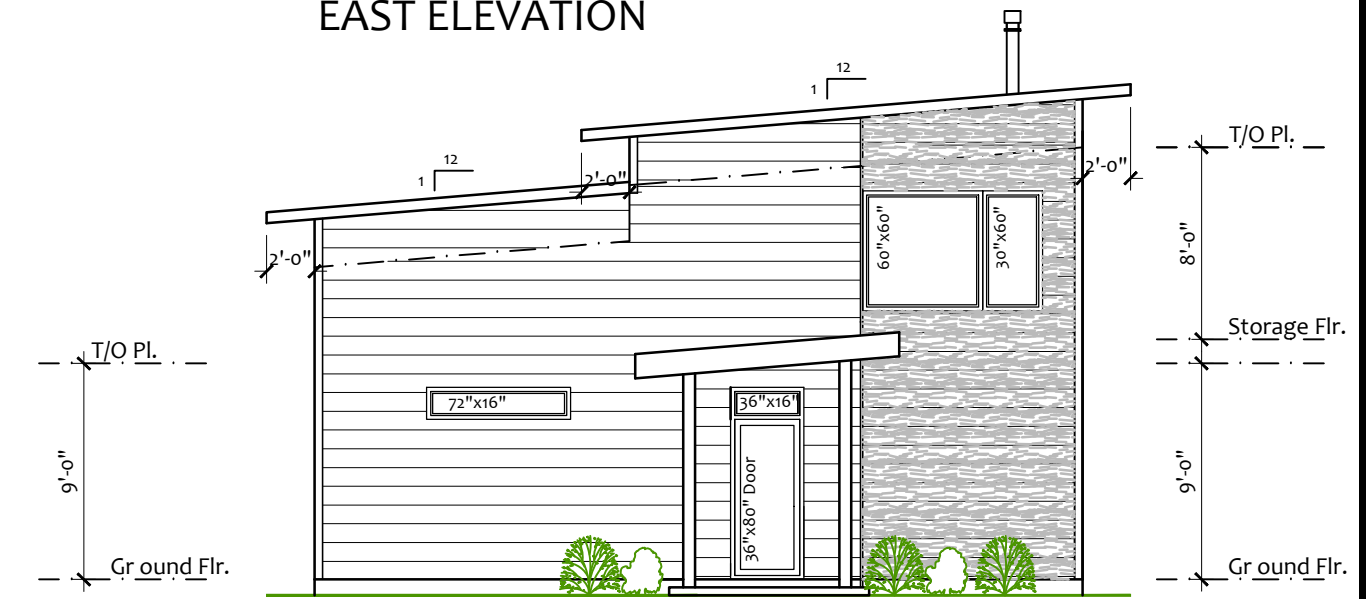 EAST ELEVATION
12
1
12
1
T/O Pl.
2'-0"
2'-0"
2'-0"
60"x60"
30"x60"
8'-0"
Storage Flr.
T/O Pl.
72"x16"
36"x16"
36"x80" Door
9'-0"
9'-0"
Gr ound Flr.
Gr ound Flr.